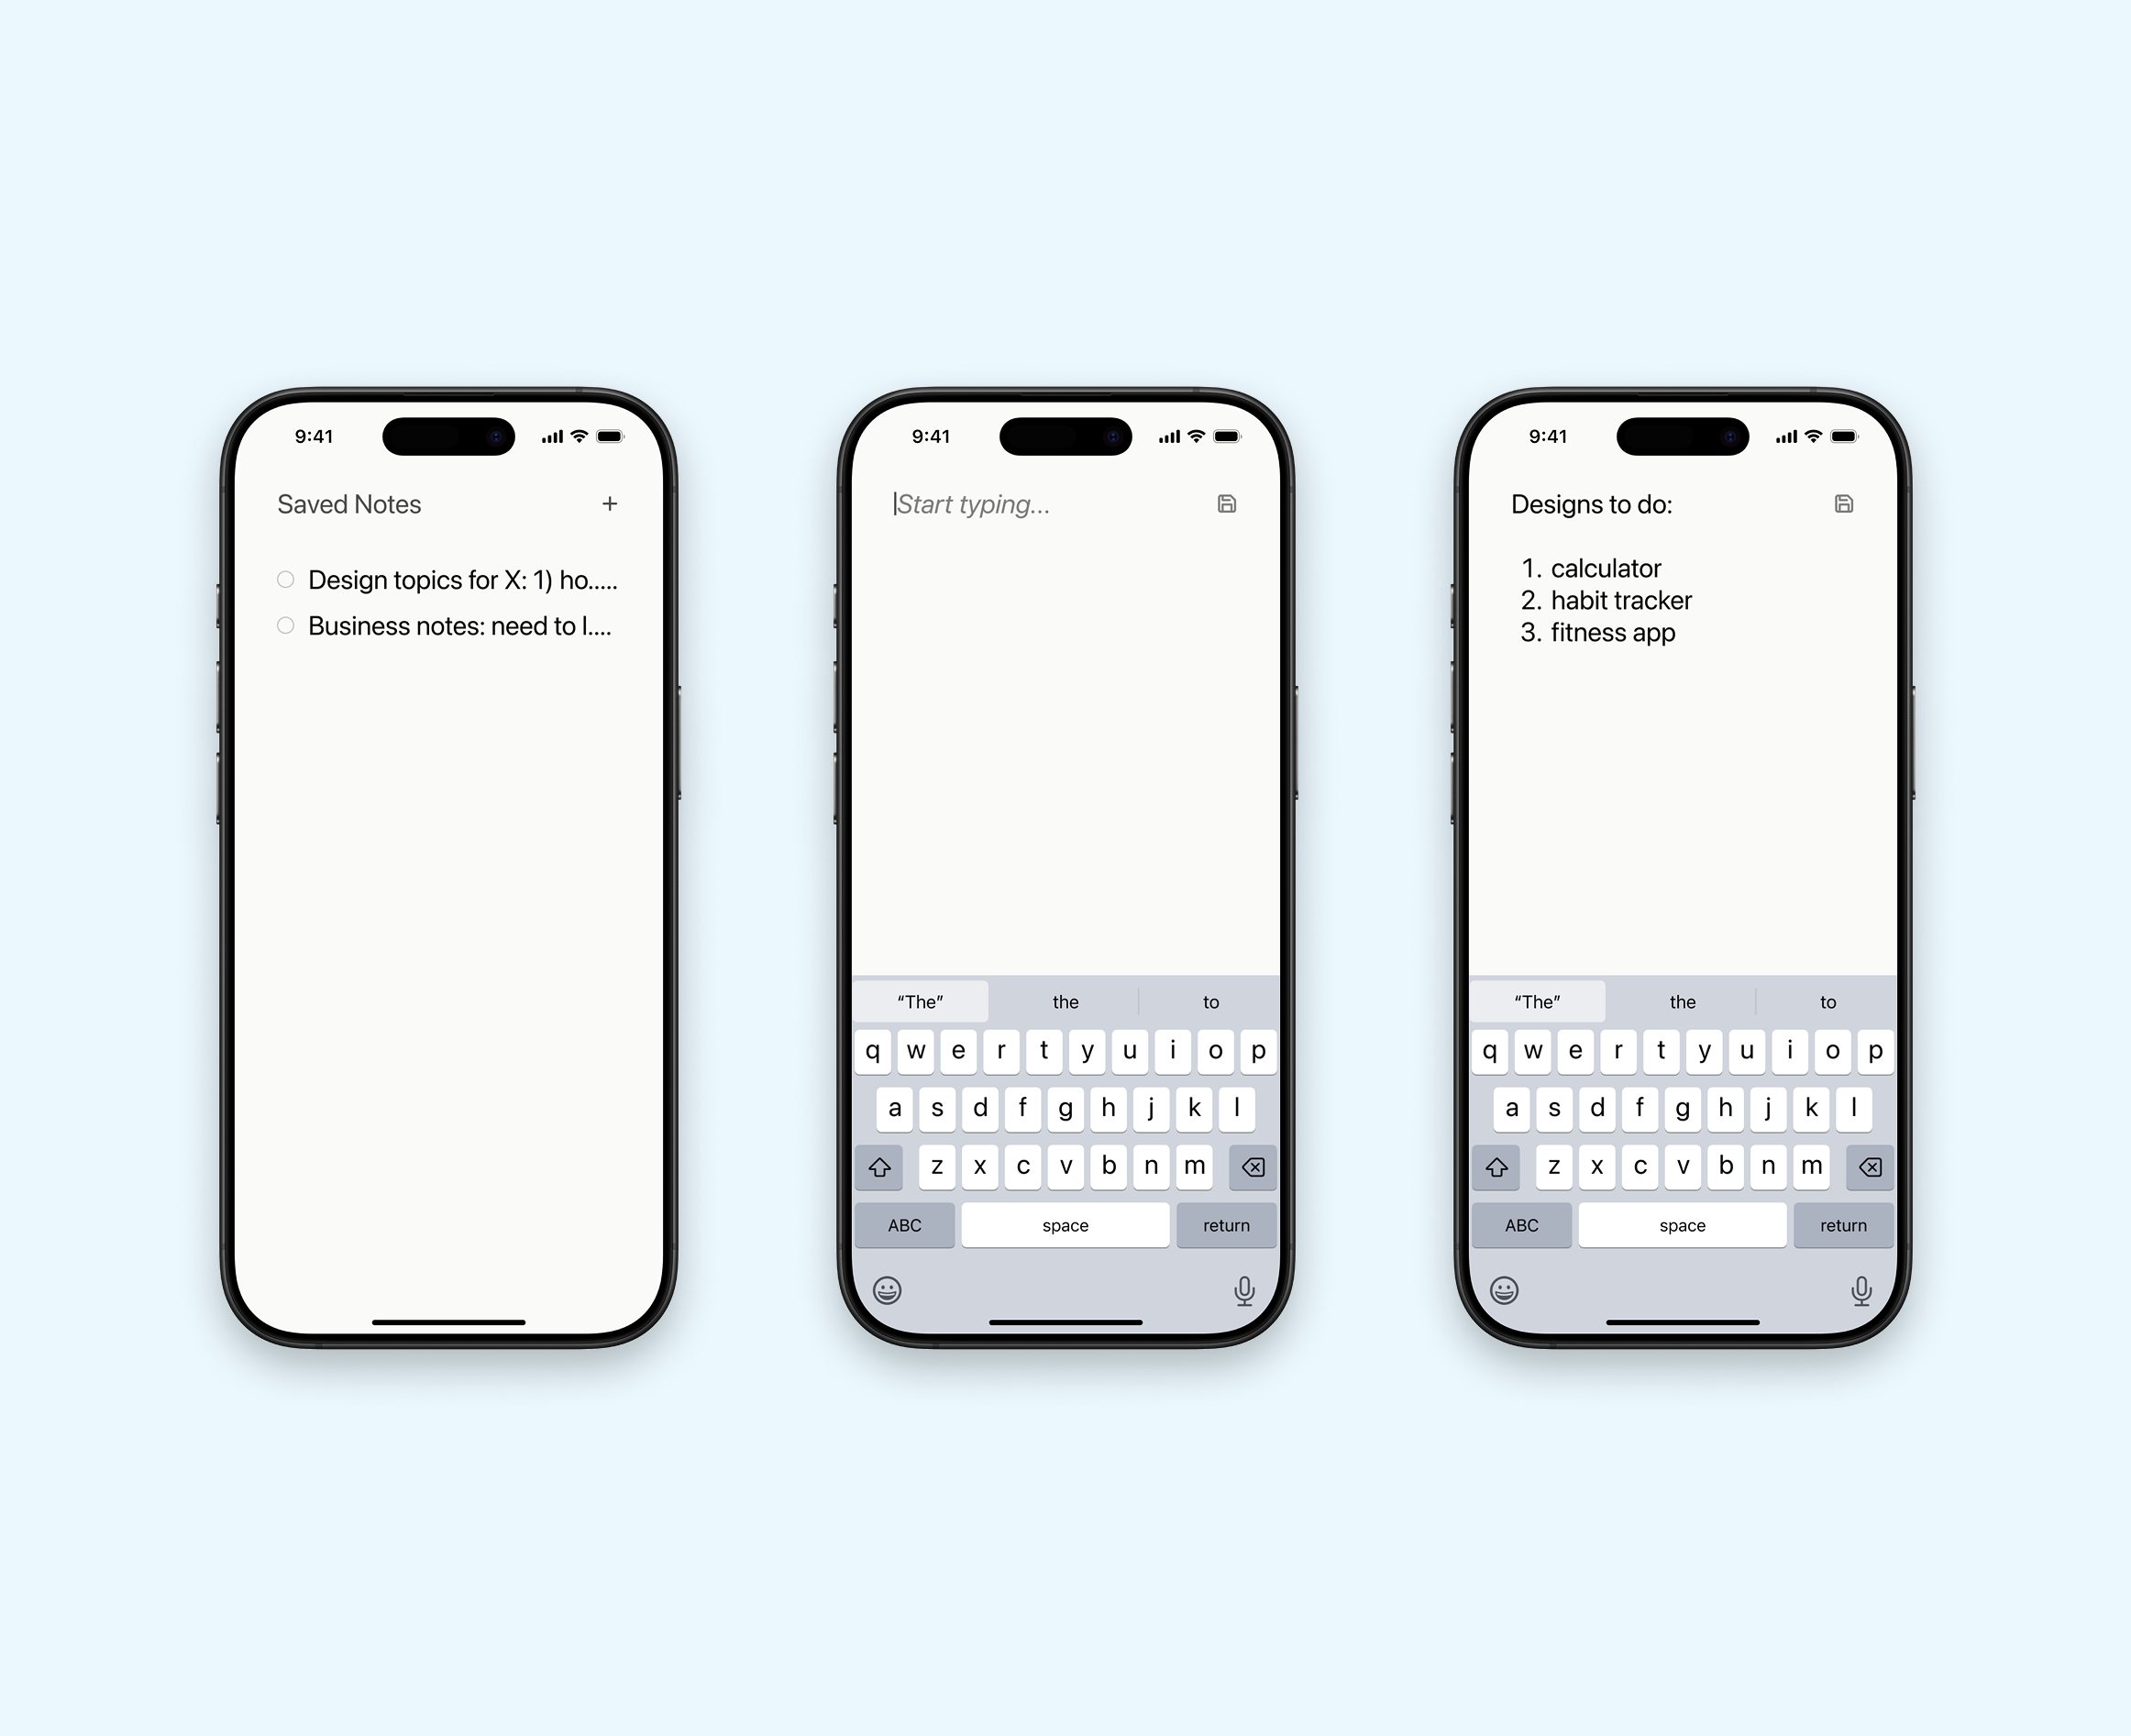 9:41
Saved Notes +
Design topics for X: 1) ho.....
Business notes: need to l....
9:41
Start typing...
“The” the to
q w e r t y u i o p
a s d f g h j k l
z x c v b n m
ABC space return
9:41
Designs to do:
1. calculator
2. habit tracker
3. fitness app
“The” the to
q w e r t y u i o p
a s d f g h j k l
z x c v b n m
ABC space return